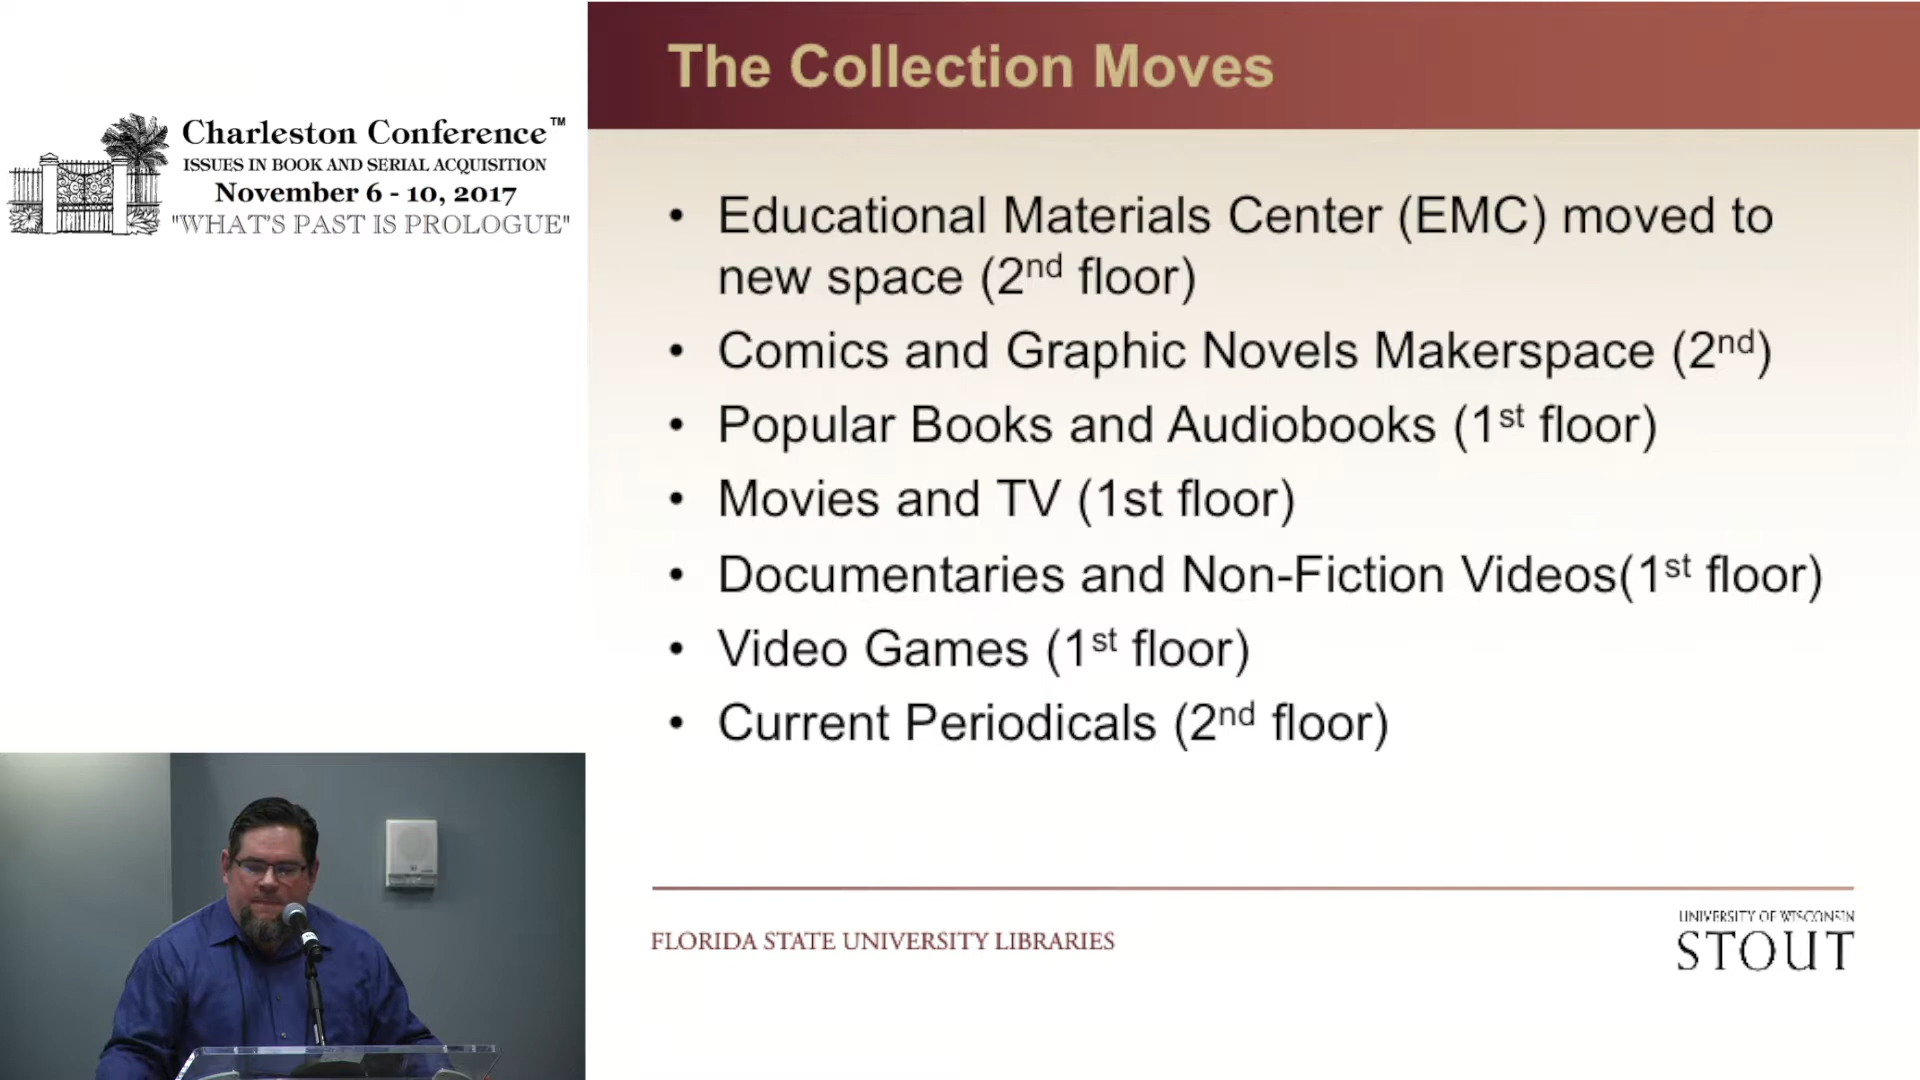 Charleston Conference™
ISSUES IN BOOK AND SERIAL ACQUISITION
November 6 - 10, 2017
"WHAT'S PAST IS PROLOGUE"
The Collection Moves
• Educational Materials Center (EMC) moved to
new space (2nd floor)
• Comics and Graphic Novels Makerspace (2nd)
• Popular Books and Audiobooks (1st floor)
• Movies and TV (1st floor)
• Documentaries and Non-Fiction Videos(1st floor)
• Video Games (1st floor)
• Current Periodicals (2nd floor)
FLORIDA STATE UNIVERSITY LIBRARIES
UNIVERSITY OF WISCONSIN
STOUT